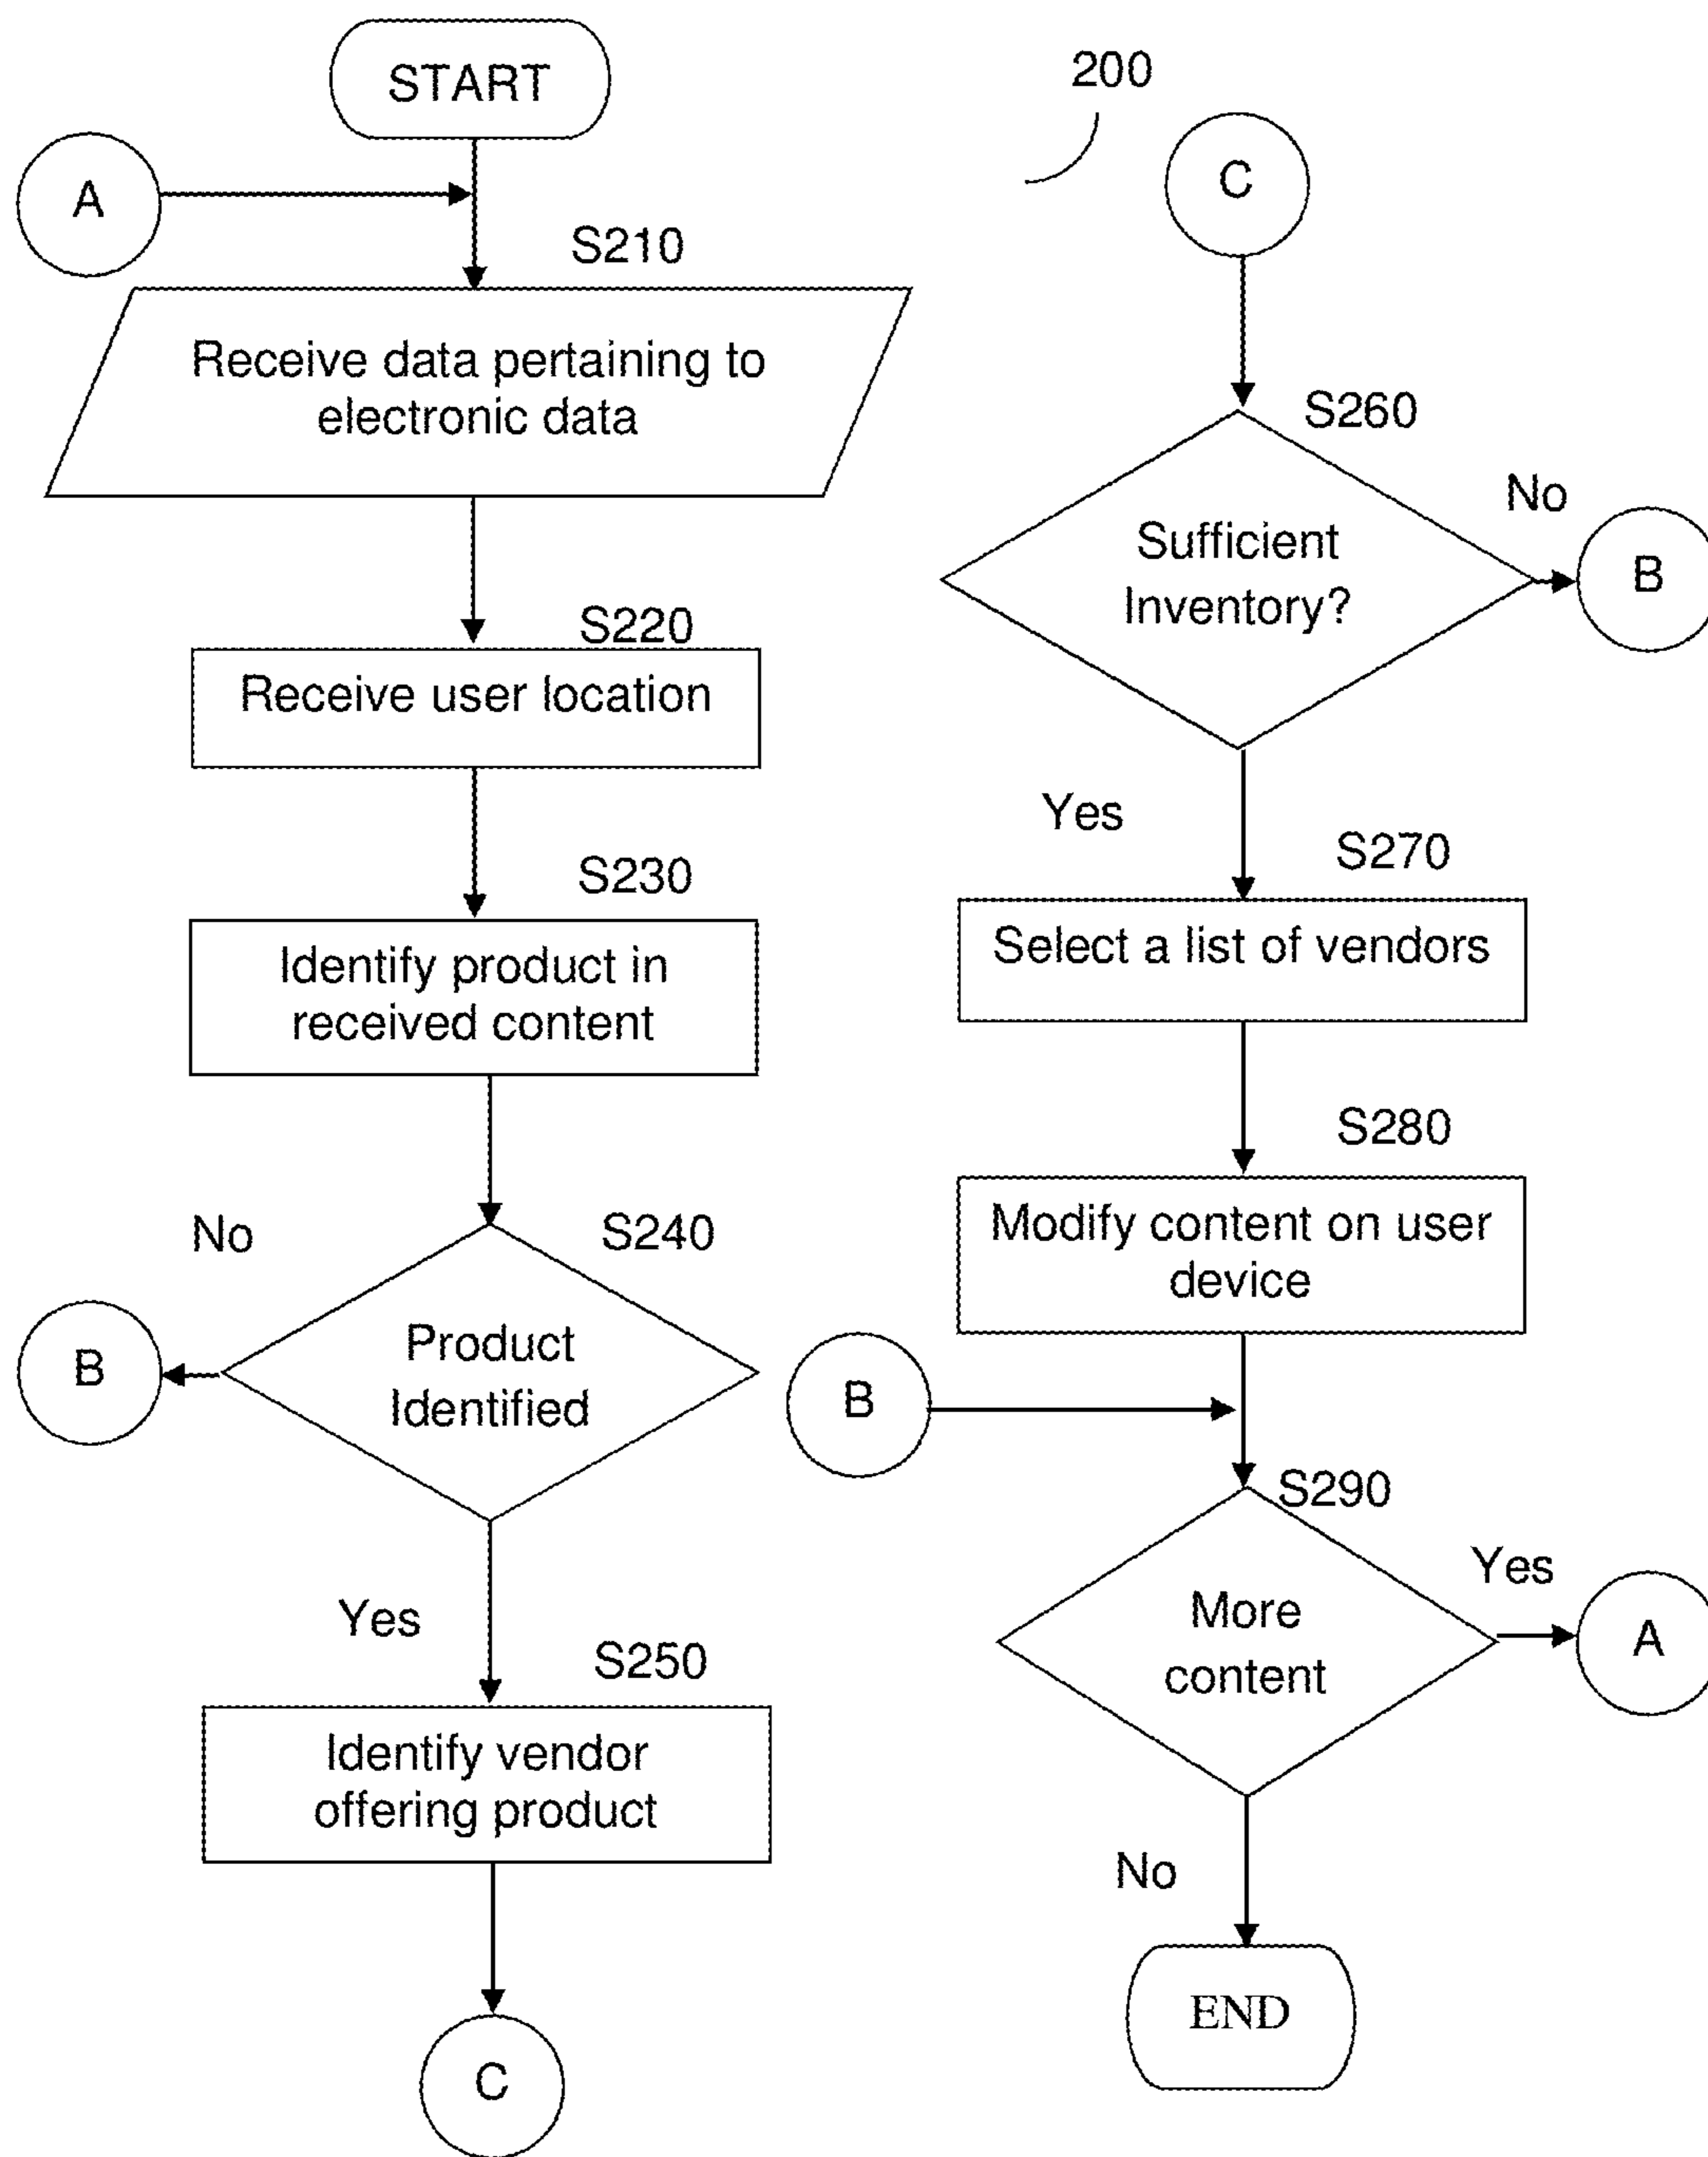 START
A
S210
Receive data pertaining to
electronic data
S220
Receive user location
S230
Identify product in
received content
No
S240
B
Product
Identified
Yes
S250
Identify vendor
offering product
C
200
C
S260
No
Sufficient
Inventory?
B
Yes
S270
Select a list of vendors
S280
Modify content on user
device
B
S290
Yes
More
content
A
No
END